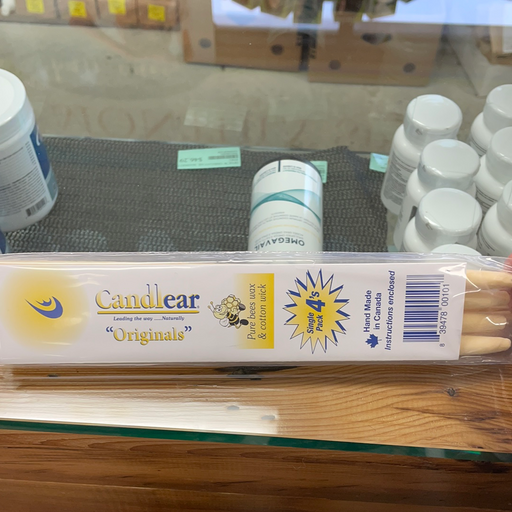 OMEGAVAIL
Candlear
Leading the way .....Naturally
"Originals"
Pure bees wax
& cotton wick
Single 4's
Pack
Hand Made
in Canada
Instructions enclosed
8 39478 00101